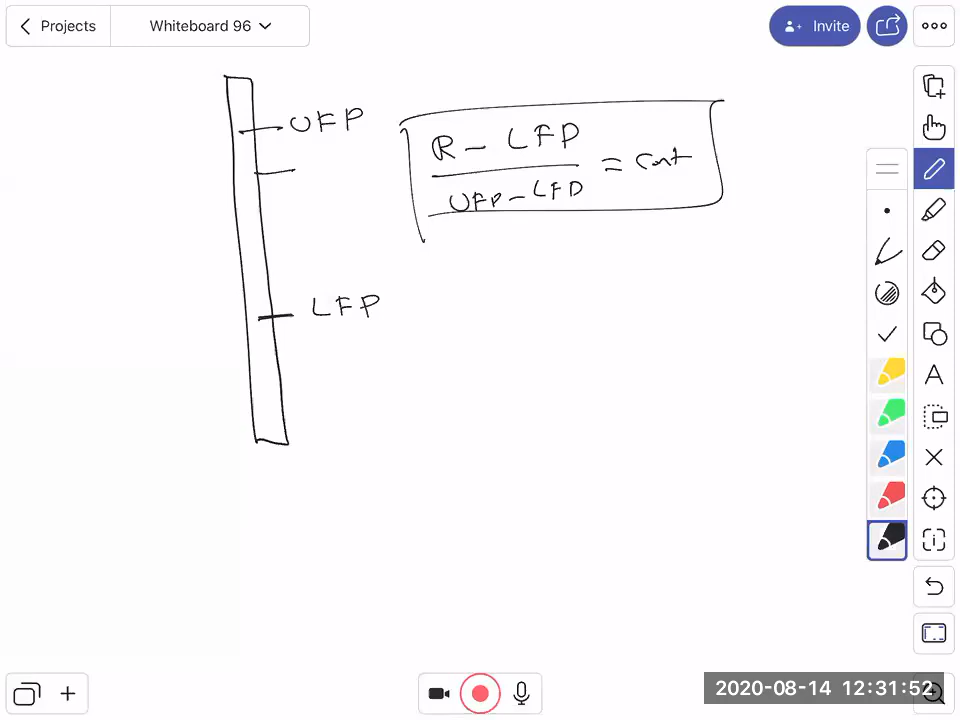 Projects
Whiteboard 96
Invite
UFP
R - LFP
UFP - LFP
= Cont
LFP
A
2020-08-14 12:31:52